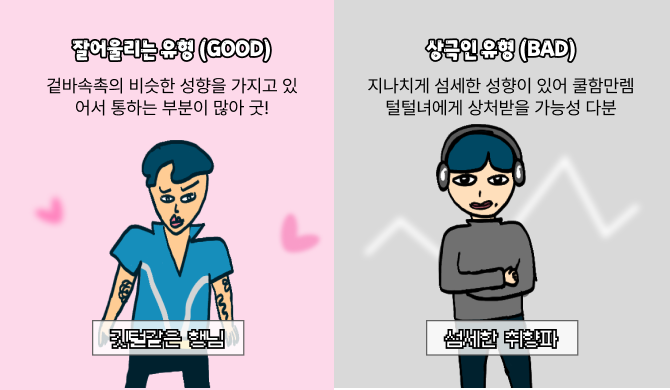 잘어울리는 유형 (GOOD)
겉바속촉의 비슷한 성향을 가지고 있
어서 통하는 부분이 많아 굿!
깃털같은 행님
상극인 유형 (BAD)
지나치게 섬세한 성향이 있어 쿨함만렙
털털녀에게 상처받을 가능성 다분
섬세한 취향파